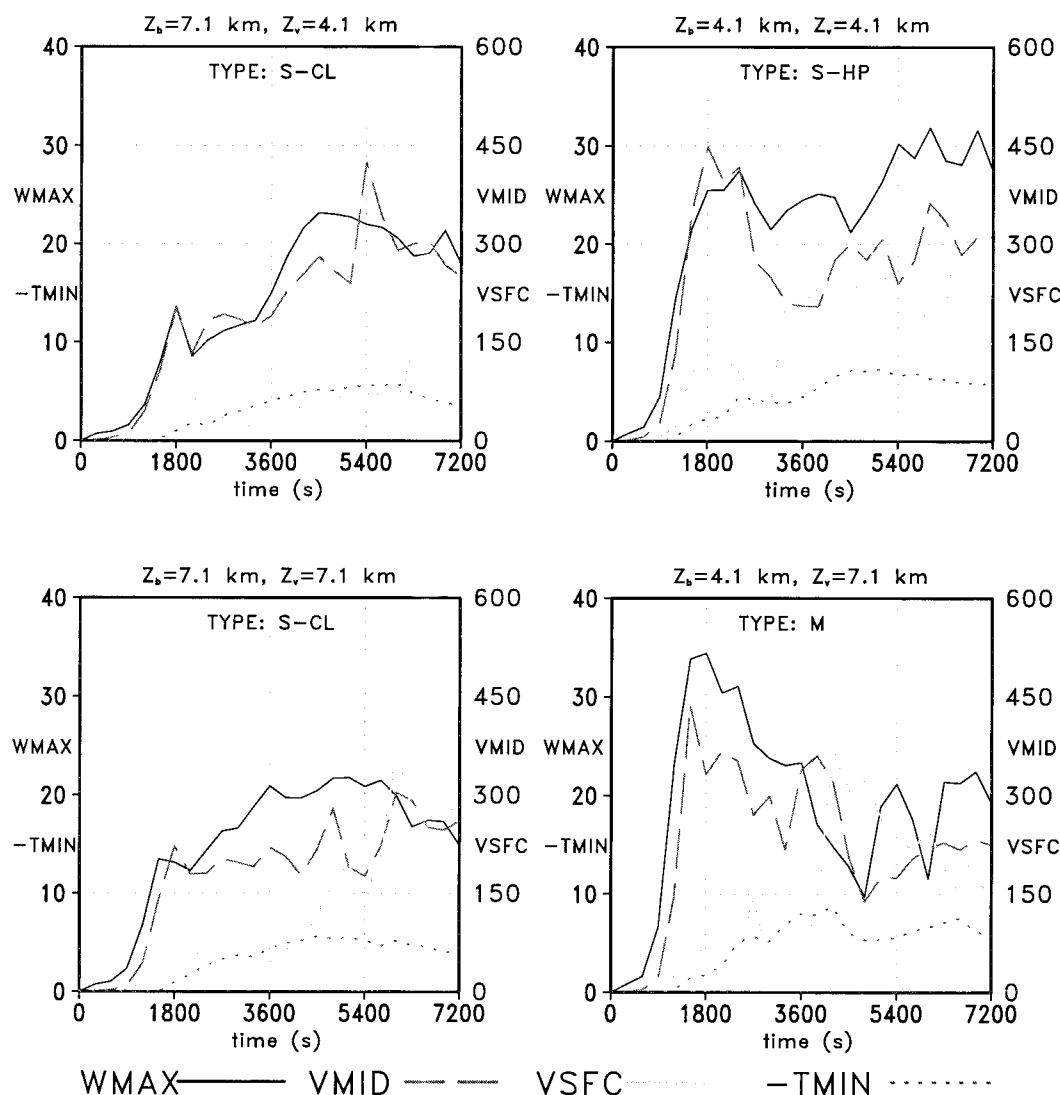 Z_b=7.1 km, Z_v=4.1 km
TYPE: S-CL
40
30
WMAX
20
-TMIN
10
0
600
450
VMID
300
VSFC
150
0
0 1800 3600 5400 7200
time (s)
Z_b=4.1 km, Z_v=4.1 km
TYPE: S-HP
40
30
WMAX
20
-TMIN
10
0
600
450
VMID
300
VSFC
150
0
0 1800 3600 5400 7200
time (s)
Z_b=7.1 km, Z_v=7.1 km
TYPE: S-CL
40
30
WMAX
20
-TMIN
10
0
600
450
VMID
300
VSFC
150
0
0 1800 3600 5400 7200
time (s)
Z_b=4.1 km, Z_v=7.1 km
TYPE: M
40
30
WMAX
20
-TMIN
10
0
600
450
VMID
300
VSFC
150
0
0 1800 3600 5400 7200
time (s)
WMAX VMID VSFC -TMIN